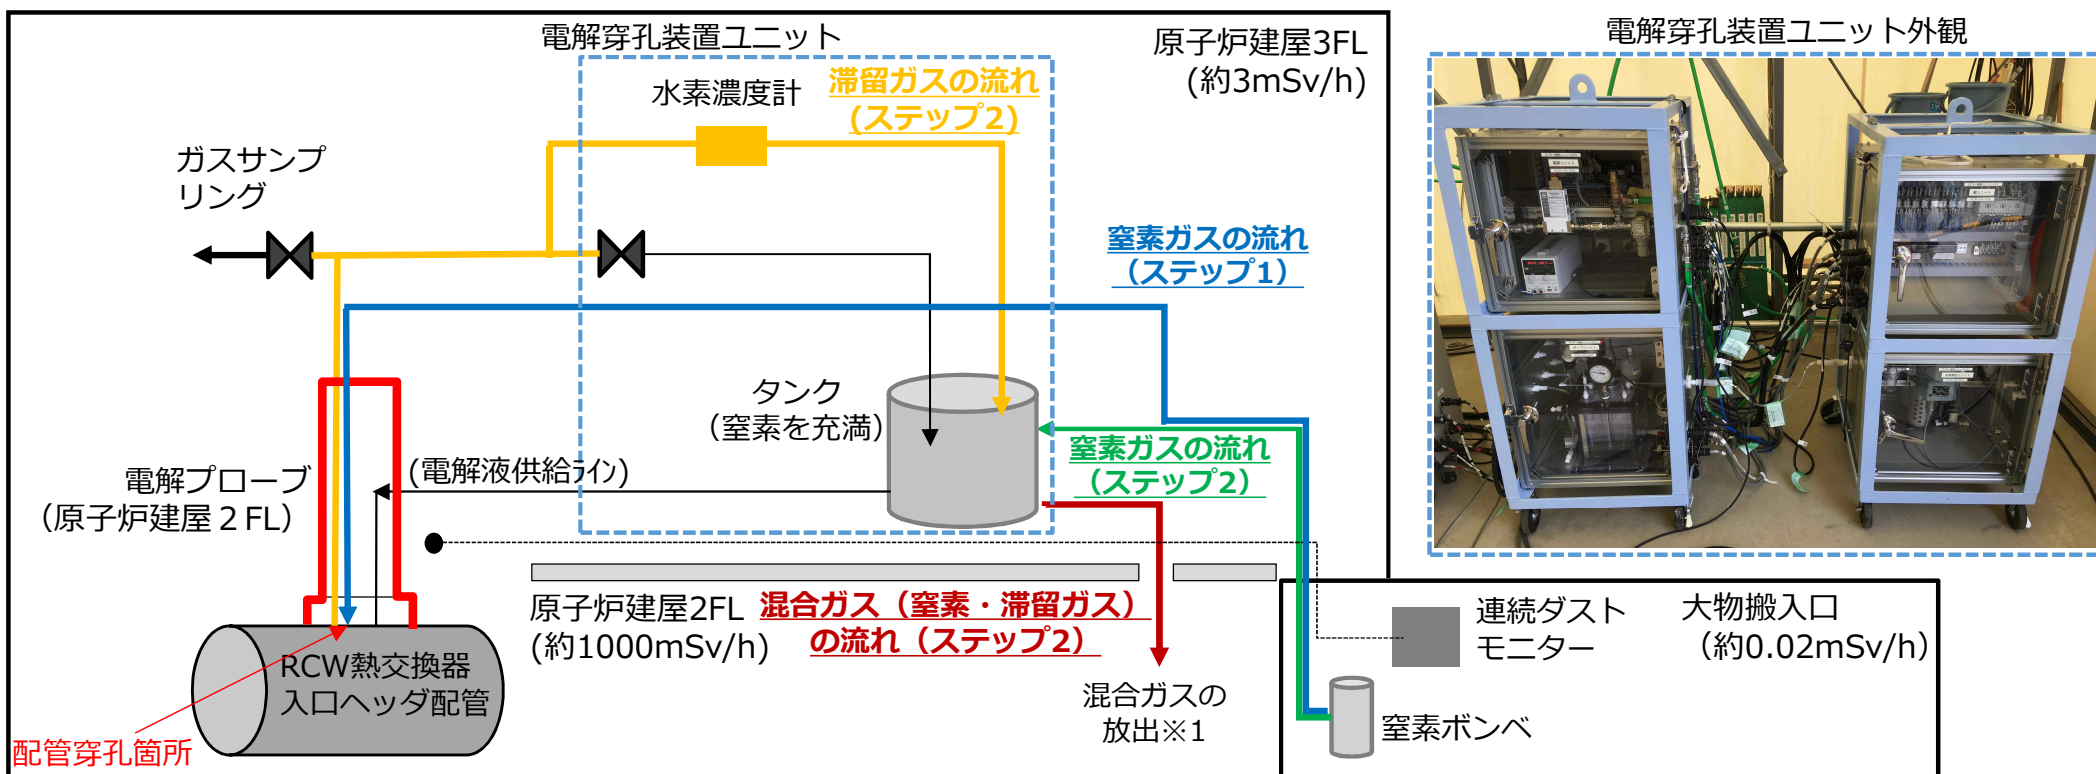 電解穿孔装置ユニット
原子炉建屋3FL
(約3mSv/h)
電解穿孔装置ユニット外観
水素濃度計
滞留ガスの流れ
(ステップ2)
ガスサンプ
リング
窒素ガスの流れ
（ステップ1）
タンク
（窒素を充満）
窒素ガスの流れ
（ステップ2）
電解プローブ
（原子炉建屋２FL）
(電解液供給ﾗｲﾝ)
原子炉建屋2FL
(約1000mSv/h)
混合ガス（窒素・滞留ガス）
の流れ（ステップ2）
連続ダスト
モニター
大物搬入口
（約0.02mSv/h）
RCW熱交換器
入口ヘッダ配管
混合ガスの
放出※1
窒素ボンベ
配管穿孔箇所